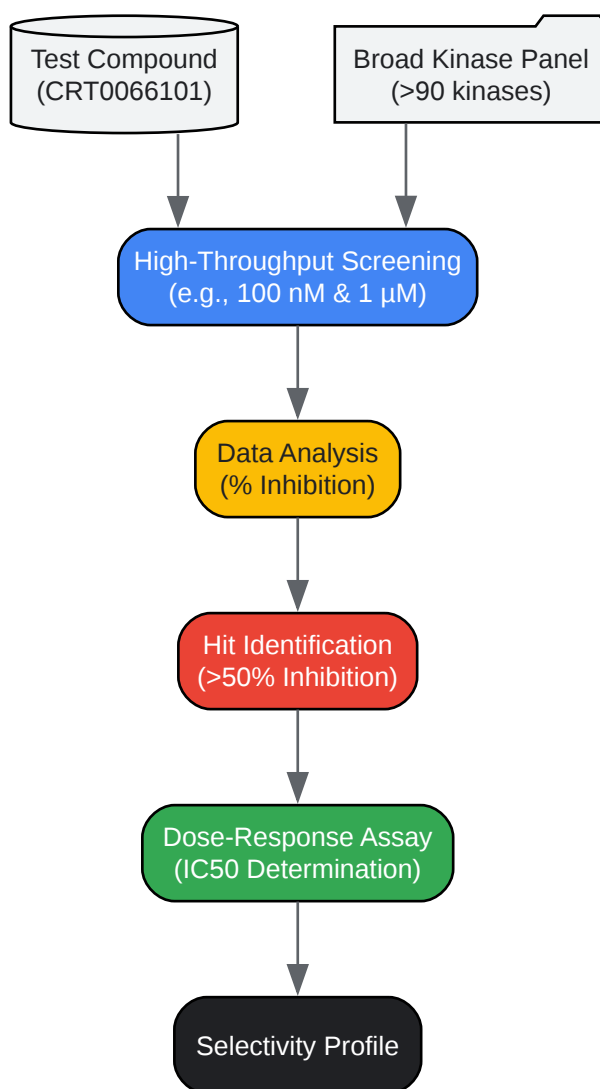 Test Compound
(CRT0066101)
Broad Kinase Panel
(>90 kinases)
High-Throughput Screening
(e.g., 100 nM & 1 µM)
Data Analysis
(% Inhibition)
Hit Identification
(>50% Inhibition)
Dose-Response Assay
(IC50 Determination)
Selectivity Profile